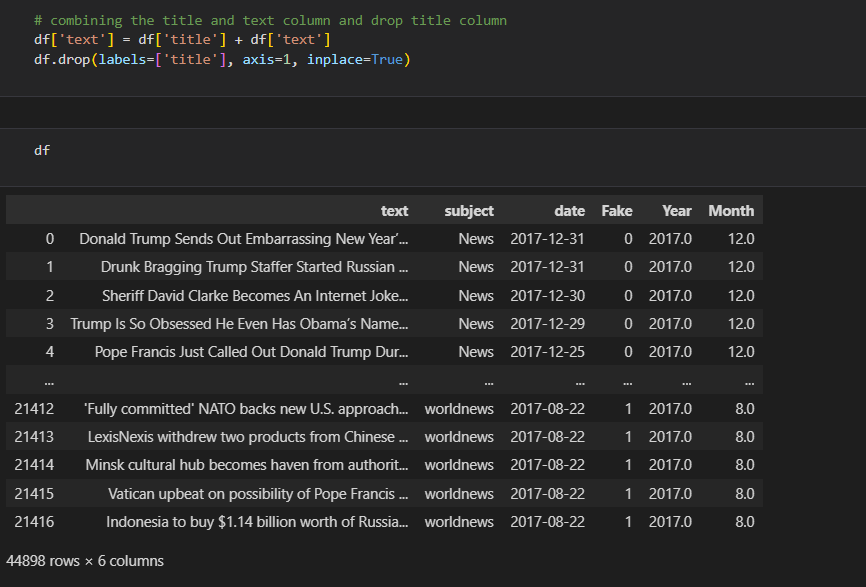 # combining the title and text column and drop title column
df['text'] = df['title'] + df['text']
df.drop(labels=['title'], axis=1, inplace=True)
df
text subject date Fake Year Month
0 Donald Trump Sends Out Embarrassing New Year'... News 2017-12-31 0 2017.0 12.0
1 Drunk Bragging Trump Staffer Started Russian ... News 2017-12-31 0 2017.0 12.0
2 Sheriff David Clarke Becomes An Internet Joke... News 2017-12-30 0 2017.0 12.0
3 Trump Is So Obsessed He Even Has Obama’s Name... News 2017-12-29 0 2017.0 12.0
4 Pope Francis Just Called Out Donald Trump Dur... News 2017-12-25 0 2017.0 12.0
... ... ... ... ... ... ...
21412 'Fully committed' NATO backs new U.S. approach... worldnews 2017-08-22 1 2017.0 8.0
21413 LexisNexis withdrew two products from Chinese ... worldnews 2017-08-22 1 2017.0 8.0
21414 Minsk cultural hub becomes haven from authorit... worldnews 2017-08-22 1 2017.0 8.0
21415 Vatican upbeat on possibility of Pope Francis ... worldnews 2017-08-22 1 2017.0 8.0
21416 Indonesia to buy $1.14 billion worth of Russia... worldnews 2017-08-22 1 2017.0 8.0
44898 rows × 6 columns